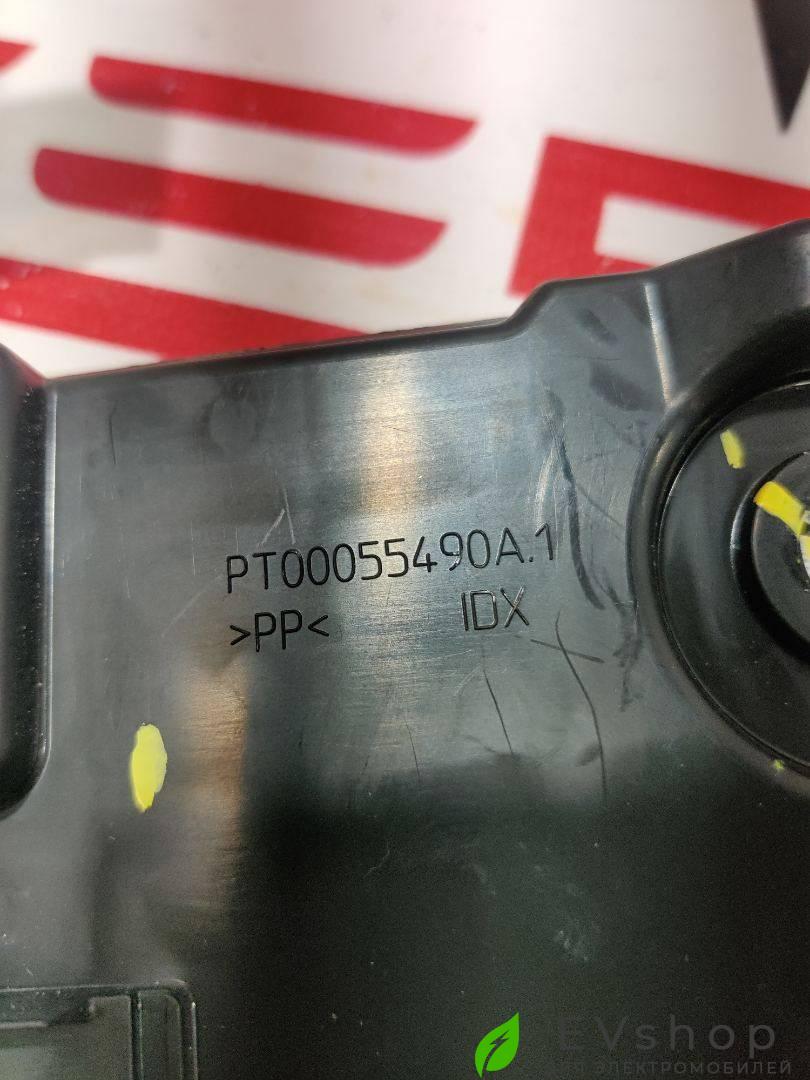 PT00055490A.1
>PP< IDX
EVshop
ЭЛЕКТРОМОБИЛЕЙ